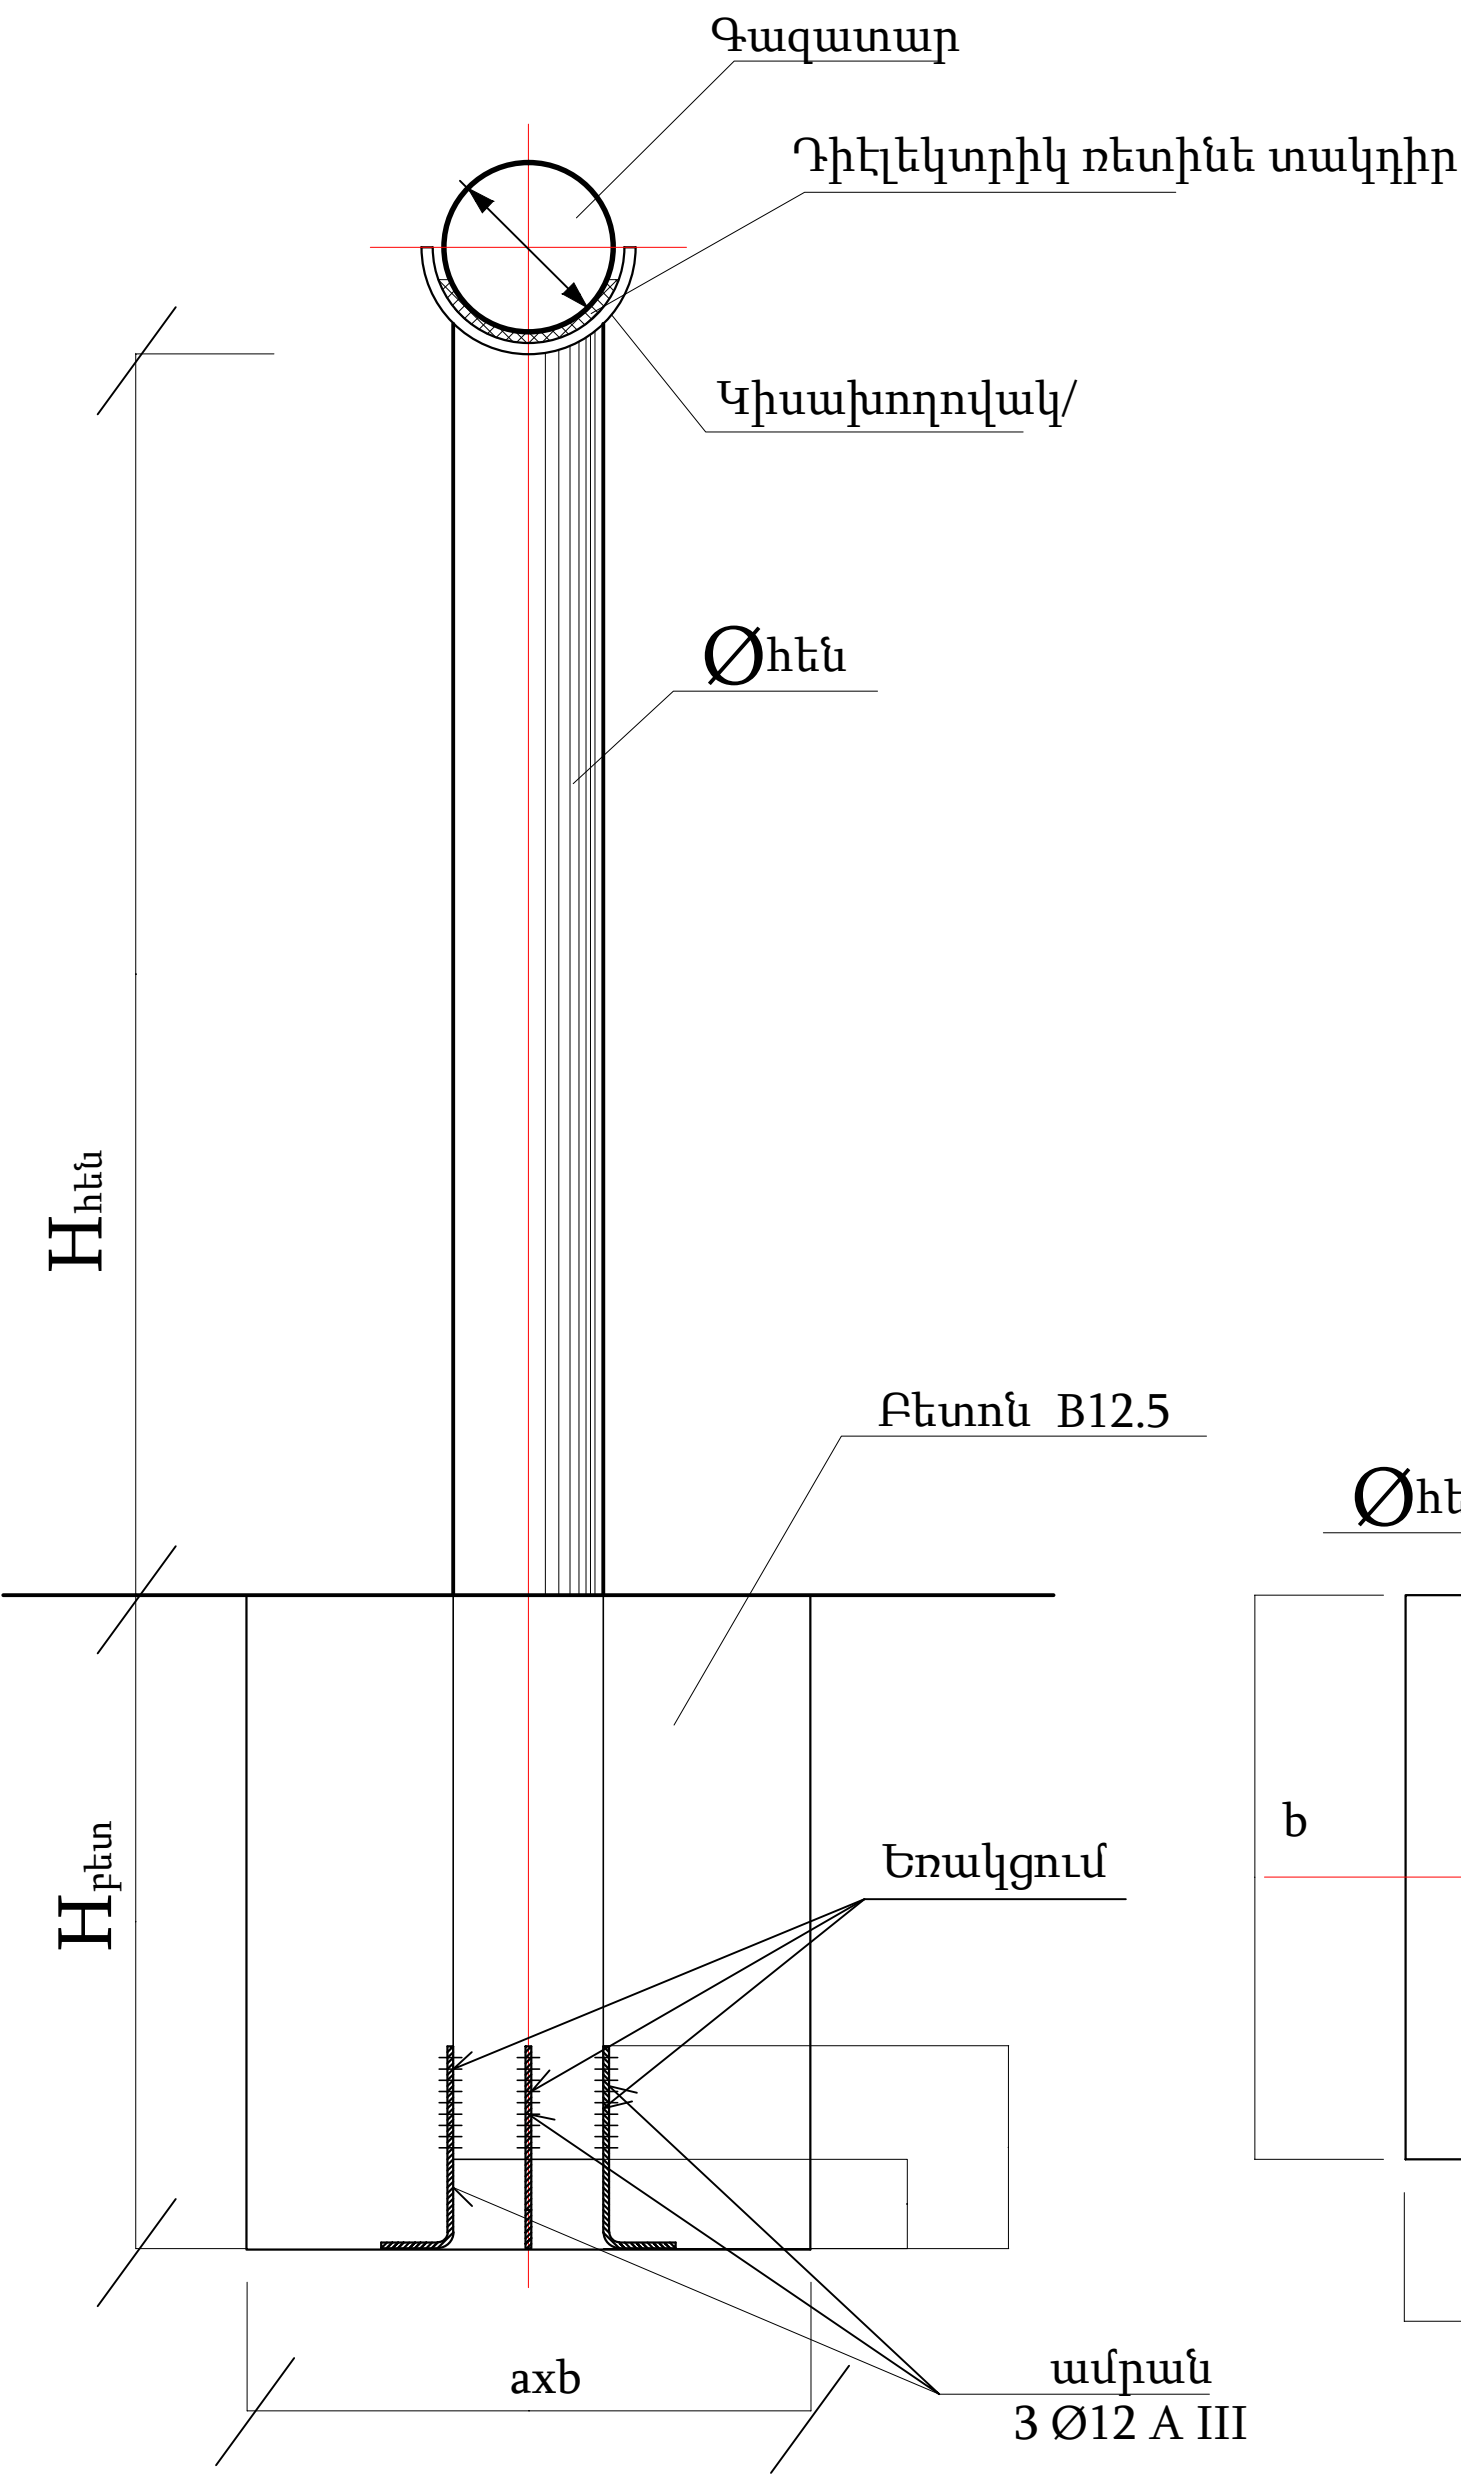 Գազատար
Դիէլեկտրիկ ռետինե տակդիր
Կիսախողովակ/
Øհեն
Hհեն
Բետոն B12.5
Øհե
b
Hբետ
Եռակցում
axb
ամրան
3 Ø12 A III